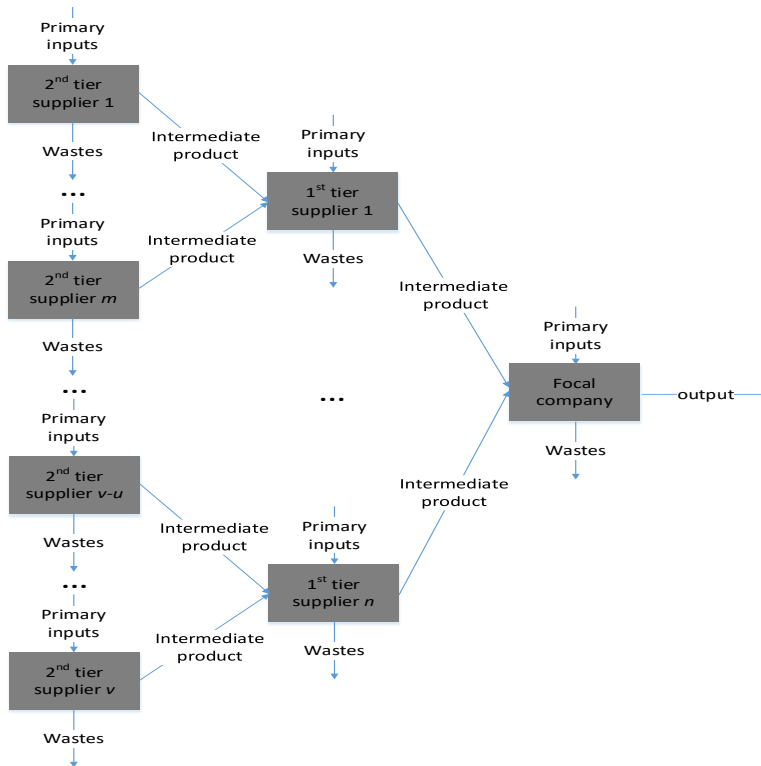 Primary
inputs
2nd tier
supplier 1
Wastes
...
Primary
inputs
2nd tier
supplier m
Wastes
...
Primary
inputs
2nd tier
supplier v-u
Wastes
...
Primary
inputs
2nd tier
supplier v
Wastes
Intermediate
product
Intermediate
product
Intermediate
product
Intermediate
product
Primary
inputs
1st tier
supplier 1
Wastes
...
Primary
inputs
1st tier
supplier n
Wastes
Intermediate
product
Intermediate
product
Primary
inputs
Focal
company
Wastes
output